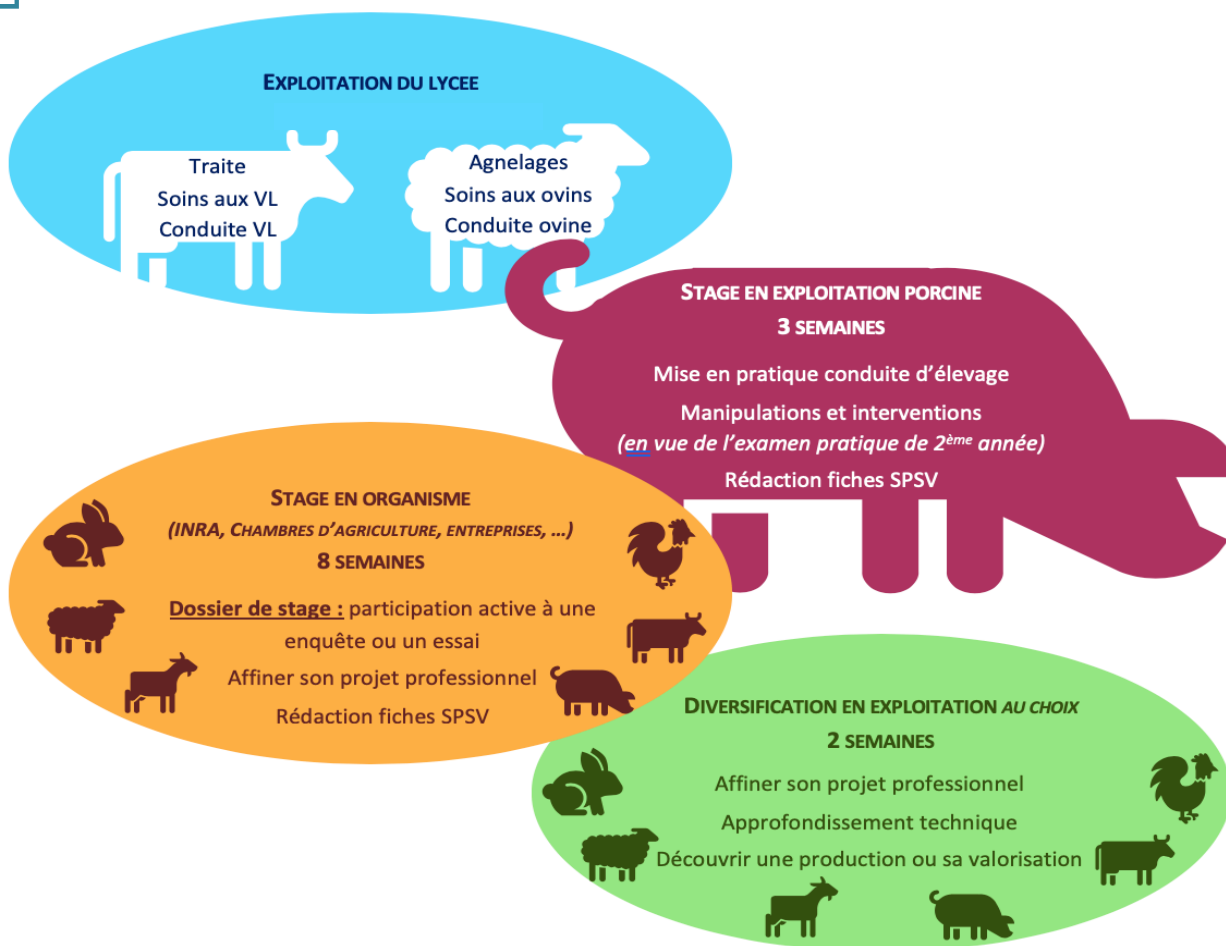 EXPLOITATION DU LYCEE
Traite
Soins aux VL
Conduite VL
Agnelages
Soins aux ovins
Conduite ovine
STAGE EN EXPLOITATION PORCINE
3 SEMAINES
Mise en pratique conduite d'élevage
Manipulations et interventions
(en vue de l'examen pratique de 2ème année)
Rédaction fiches SPSV
STAGE EN ORGANISME
(INRA, CHAMBRES D'AGRICULTURE, ENTREPRISES, ...)
8 SEMAINES
Dossier de stage : participation active à une
enquête ou un essai
Affiner son projet professionnel
Rédaction fiches SPSV
DIVERSIFICATION EN EXPLOITATION AU CHOIX
2 SEMAINES
Affiner son projet professionnel
Approfondissement technique
Découvrir une production ou sa valorisation